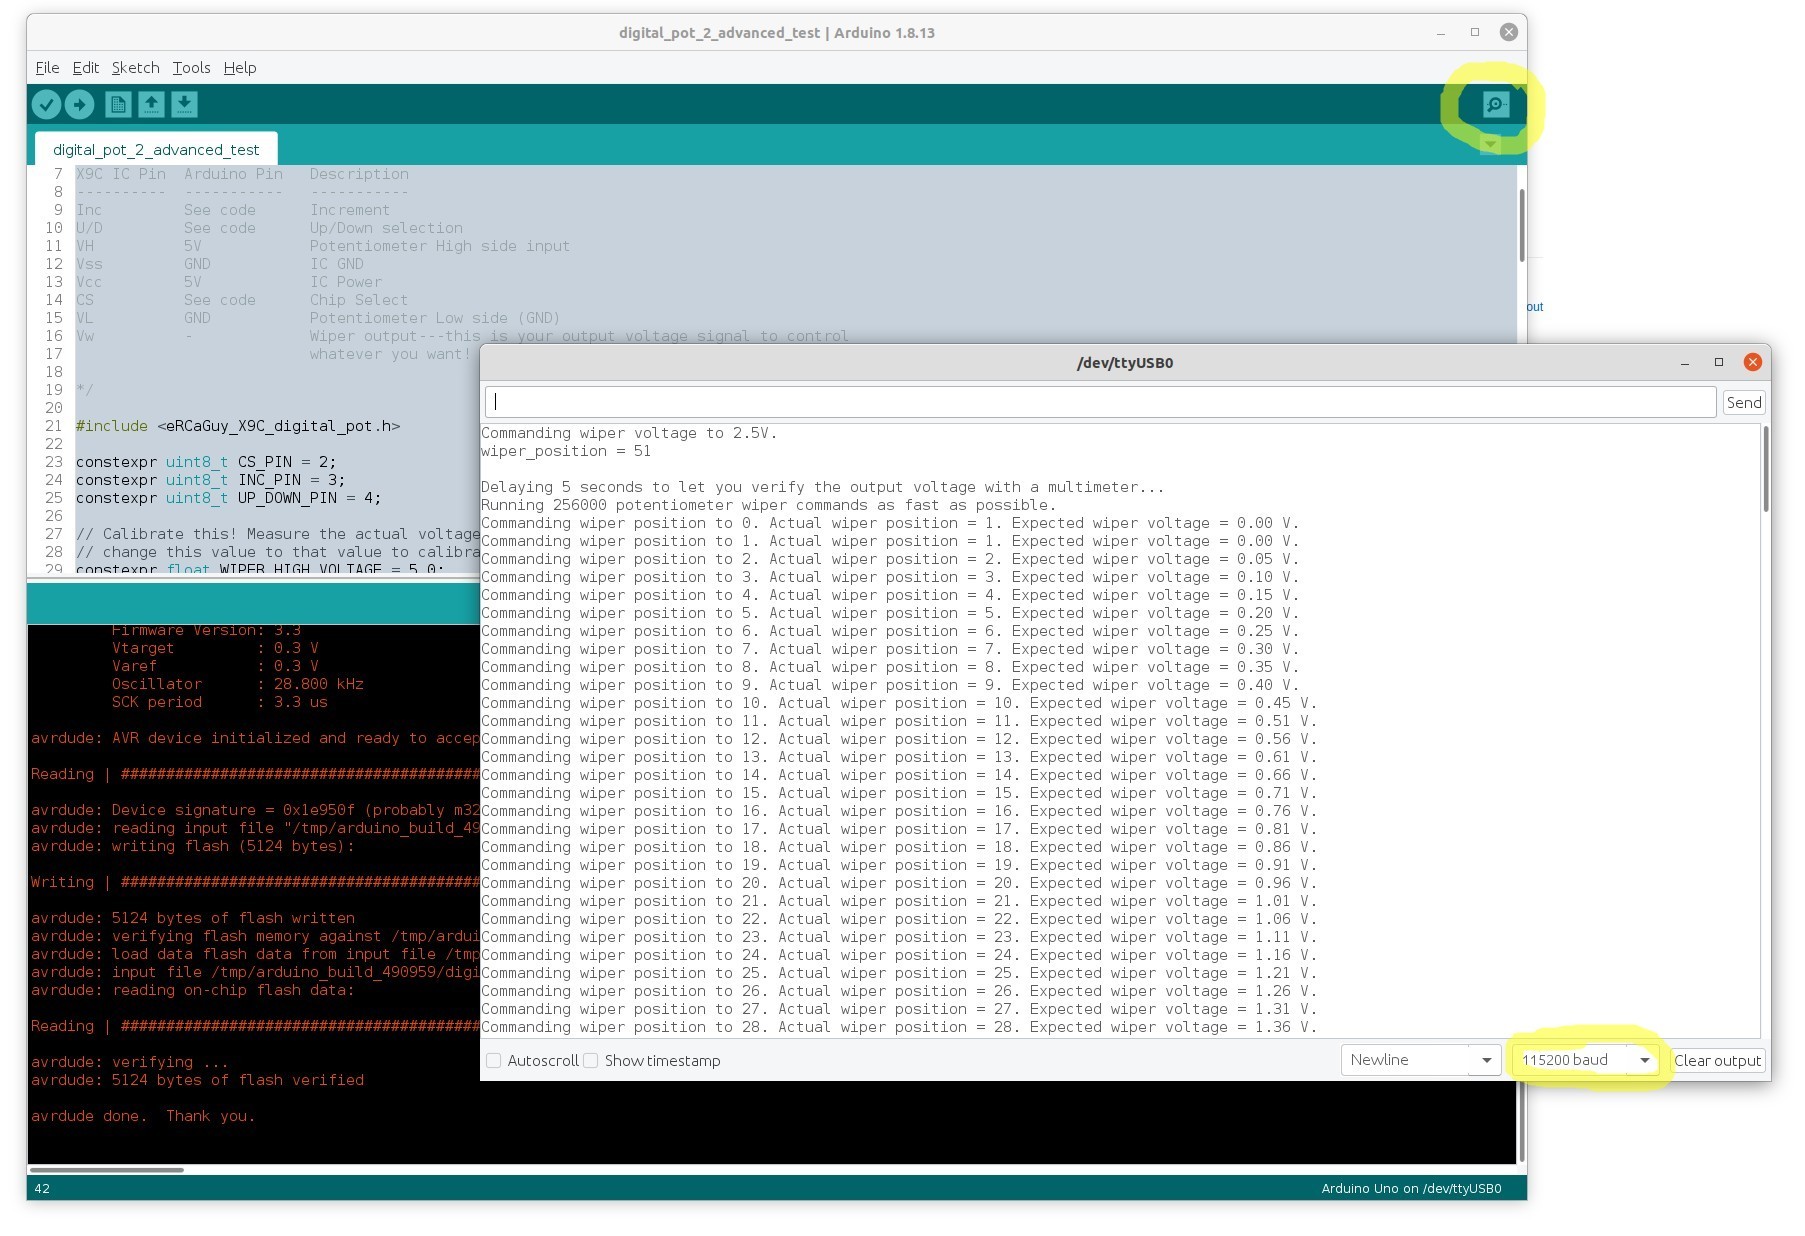 digital_pot_2_advanced_test | Arduino 1.8.13
File Edit Sketch Tools Help
digital_pot_2_advanced_test
7 X9C IC Pin Arduino Pin Description
8 ---------- ----------- -----------
9 Inc See code Increment
10 U/D See code Up/Down selection
11 VH 5V Potentiometer High side input
12 Vss GND IC GND
13 Vcc 5V IC Power
14 CS See code Chip Select
15 VL GND Potentiometer Low side (GND)
16 Vw - Wiper output---this is your output voltage signal to control
17 whatever you want!
18
19 */
20
21 #include <eRCaGuy_X9C_digital_pot.h>
22
23 constexpr uint8_t CS_PIN = 2;
24 constexpr uint8_t INC_PIN = 3;
25 constexpr uint8_t UP_DOWN_PIN = 4;
26
27 // Calibrate this! Measure the actual voltage
28 // change this value to that value to calibra
29 constexpr float WIPER_HIGH_VOLTAGE = 5.0;
out
Firmware Version: 3.3
Vtarget : 0.3 V
Varef : 0.3 V
Oscillator : 28.800 kHz
SCK period : 3.3 us
avrdude: AVR device initialized and ready to accep
Reading | ########################################
avrdude: Device signature = 0x1e950f (probably m32
avrdude: reading input file "/tmp/arduino_build_49
avrdude: writing flash (5124 bytes):
Writing | ########################################
avrdude: 5124 bytes of flash written
avrdude: verifying flash memory against /tmp/ardui
avrdude: load data flash data from input file /tmp
avrdude: input file /tmp/arduino_build_490959/digi
avrdude: reading on-chip flash data:
Reading | ########################################
avrdude: verifying ...
avrdude: 5124 bytes of flash verified
avrdude done. Thank you.
42
Arduino Uno on /dev/ttyUSB0
/dev/ttyUSB0
Send
Commanding wiper voltage to 2.5V.
wiper_position = 51
Delaying 5 seconds to let you verify the output voltage with a multimeter...
Running 256000 potentiometer wiper commands as fast as possible.
Commanding wiper position to 0. Actual wiper position = 1. Expected wiper voltage = 0.00 V.
Commanding wiper position to 1. Actual wiper position = 1. Expected wiper voltage = 0.00 V.
Commanding wiper position to 2. Actual wiper position = 2. Expected wiper voltage = 0.05 V.
Commanding wiper position to 3. Actual wiper position = 3. Expected wiper voltage = 0.10 V.
Commanding wiper position to 4. Actual wiper position = 4. Expected wiper voltage = 0.15 V.
Commanding wiper position to 5. Actual wiper position = 5. Expected wiper voltage = 0.20 V.
Commanding wiper position to 6. Actual wiper position = 6. Expected wiper voltage = 0.25 V.
Commanding wiper position to 7. Actual wiper position = 7. Expected wiper voltage = 0.30 V.
Commanding wiper position to 8. Actual wiper position = 8. Expected wiper voltage = 0.35 V.
Commanding wiper position to 9. Actual wiper position = 9. Expected wiper voltage = 0.40 V.
Commanding wiper position to 10. Actual wiper position = 10. Expected wiper voltage = 0.45 V.
Commanding wiper position to 11. Actual wiper position = 11. Expected wiper voltage = 0.51 V.
Commanding wiper position to 12. Actual wiper position = 12. Expected wiper voltage = 0.56 V.
Commanding wiper position to 13. Actual wiper position = 13. Expected wiper voltage = 0.61 V.
Commanding wiper position to 14. Actual wiper position = 14. Expected wiper voltage = 0.66 V.
Commanding wiper position to 15. Actual wiper position = 15. Expected wiper voltage = 0.71 V.
Commanding wiper position to 16. Actual wiper position = 16. Expected wiper voltage = 0.76 V.
Commanding wiper position to 17. Actual wiper position = 17. Expected wiper voltage = 0.81 V.
Commanding wiper position to 18. Actual wiper position = 18. Expected wiper voltage = 0.86 V.
Commanding wiper position to 19. Actual wiper position = 19. Expected wiper voltage = 0.91 V.
Commanding wiper position to 20. Actual wiper position = 20. Expected wiper voltage = 0.96 V.
Commanding wiper position to 21. Actual wiper position = 21. Expected wiper voltage = 1.01 V.
Commanding wiper position to 22. Actual wiper position = 22. Expected wiper voltage = 1.06 V.
Commanding wiper position to 23. Actual wiper position = 23. Expected wiper voltage = 1.11 V.
Commanding wiper position to 24. Actual wiper position = 24. Expected wiper voltage = 1.16 V.
Commanding wiper position to 25. Actual wiper position = 25. Expected wiper voltage = 1.21 V.
Commanding wiper position to 26. Actual wiper position = 26. Expected wiper voltage = 1.26 V.
Commanding wiper position to 27. Actual wiper position = 27. Expected wiper voltage = 1.31 V.
Commanding wiper position to 28. Actual wiper position = 28. Expected wiper voltage = 1.36 V.
Autoscroll Show timestamp Newline 115200 baud Clear output